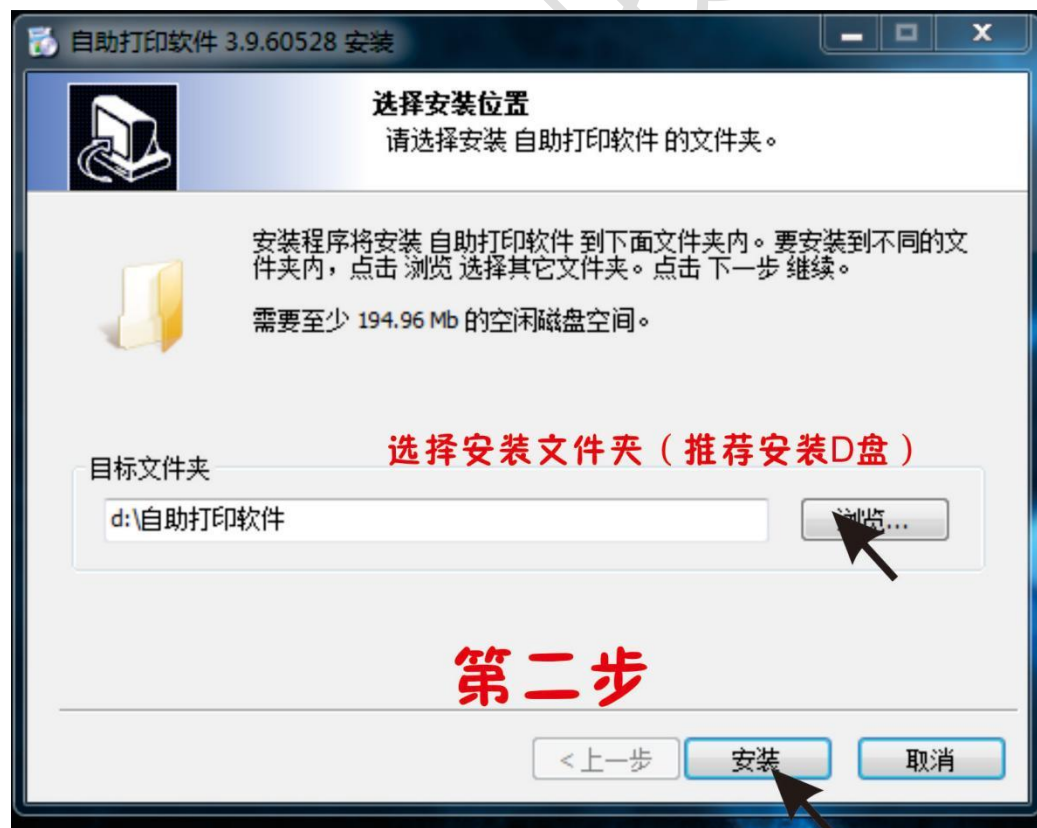 自助打印软件 3.9.60528 安装
选择安装位置
请选择安装 自助打印软件 的文件夹。
安装程序将安装 自助打印软件 到下面文件夹内。要安装到不同的文
件夹内，点击 浏览 选择其它文件夹。点击 下一步 继续。
需要至少 194.96 Mb 的空闲磁盘空间。
选择安装文件夹（推荐安装D盘）
目标文件夹
d:\自助打印软件
浏览...
第二步
<上一步
安装
取消